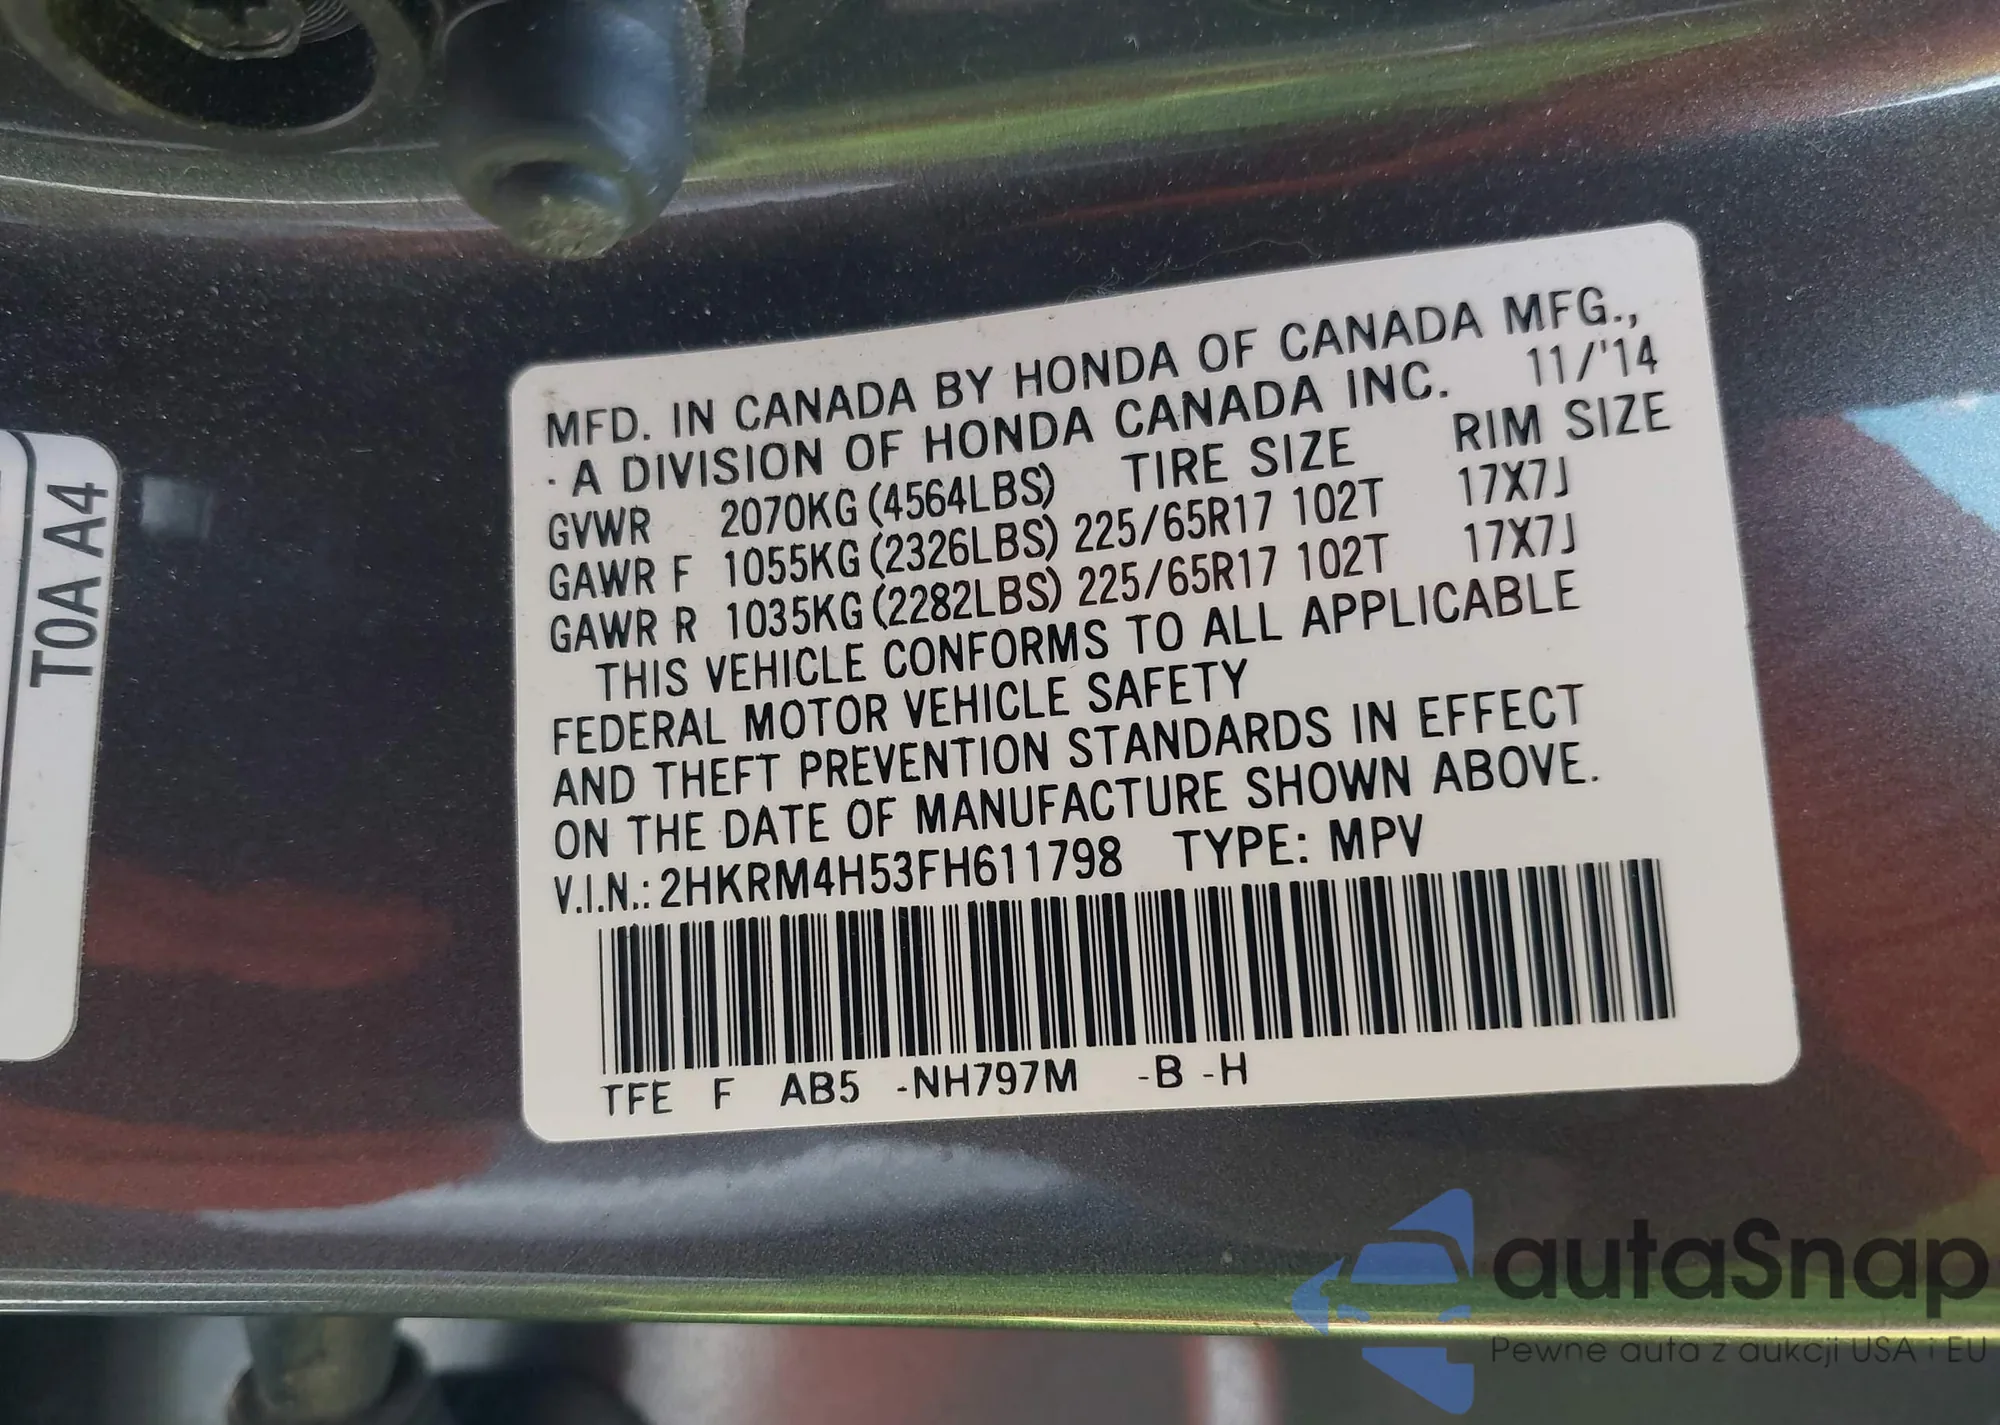 MFD. IN CANADA BY HONDA OF CANADA MFG.,
· A DIVISION OF HONDA CANADA INC. 11/'14
GVWR 2070KG (4564LBS) TIRE SIZE RIM SIZE
GAWR F 1055KG (2326LBS) 225/65R17 102T 17X7J
GAWR R 1035KG (2282LBS) 225/65R17 102T 17X7J
THIS VEHICLE CONFORMS TO ALL APPLICABLE
FEDERAL MOTOR VEHICLE SAFETY
AND THEFT PREVENTION STANDARDS IN EFFECT
ON THE DATE OF MANUFACTURE SHOWN ABOVE.
V.I.N.: 2HKRM4H53FH611798 TYPE: MPV
TFE F AB5 -NH797M -B -H
T0A A4
autaSnap
Pewne auta z aukcji USA i EU